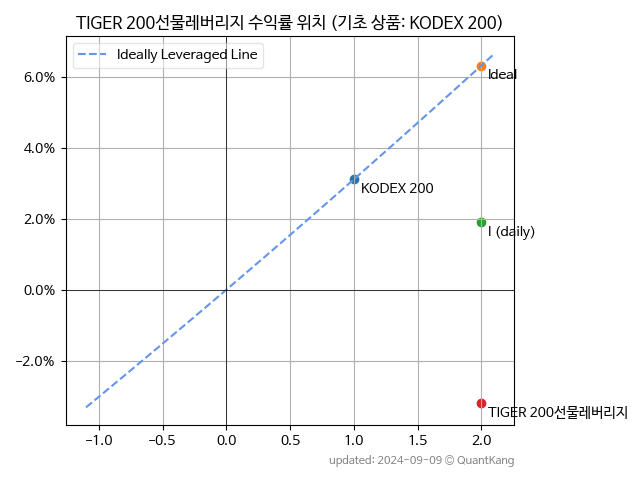 TIGER 200선물레버리지 수익률 위치 (기초 상품: KODEX 200)
Ideally Leveraged Line
6.0%
4.0%
2.0%
0.0%
−2.0%
Ideal
KODEX 200
l (daily)
TIGER 200선물레버리지
−1.0
−0.5
0.0
0.5
1.0
1.5
2.0
updated: 2024-09-09 © QuantKang